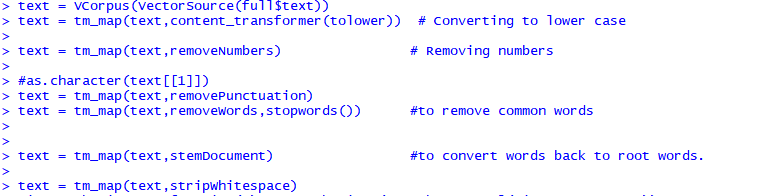 > text = VCorpus(VectorSource(full$text))
> text = tm_map(text,content_transformer(tolower))  # Converting to lower case
>
> text = tm_map(text,removeNumbers)                 # Removing numbers
>
> #as.character(text[[1]])
> text = tm_map(text,removePunctuation)
> text = tm_map(text,removeWords,stopwords())      #to remove common words
>
>
> text = tm_map(text,stemDocument)                 #to convert words back to root words.
>
> text = tm_map(text,stripWhitespace)